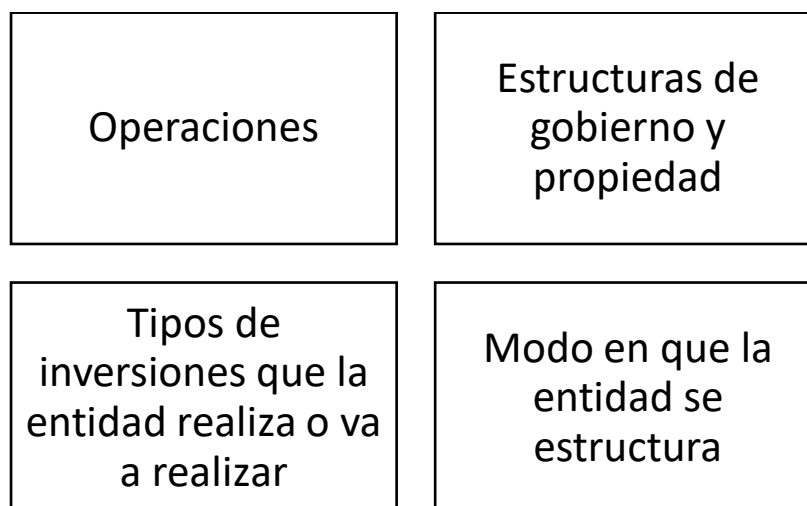 Operaciones
Estructuras de
gobierno y
propiedad
Tipos de
inversiones que la
entidad realiza o va
a realizar
Modo en que la
entidad se
estructura